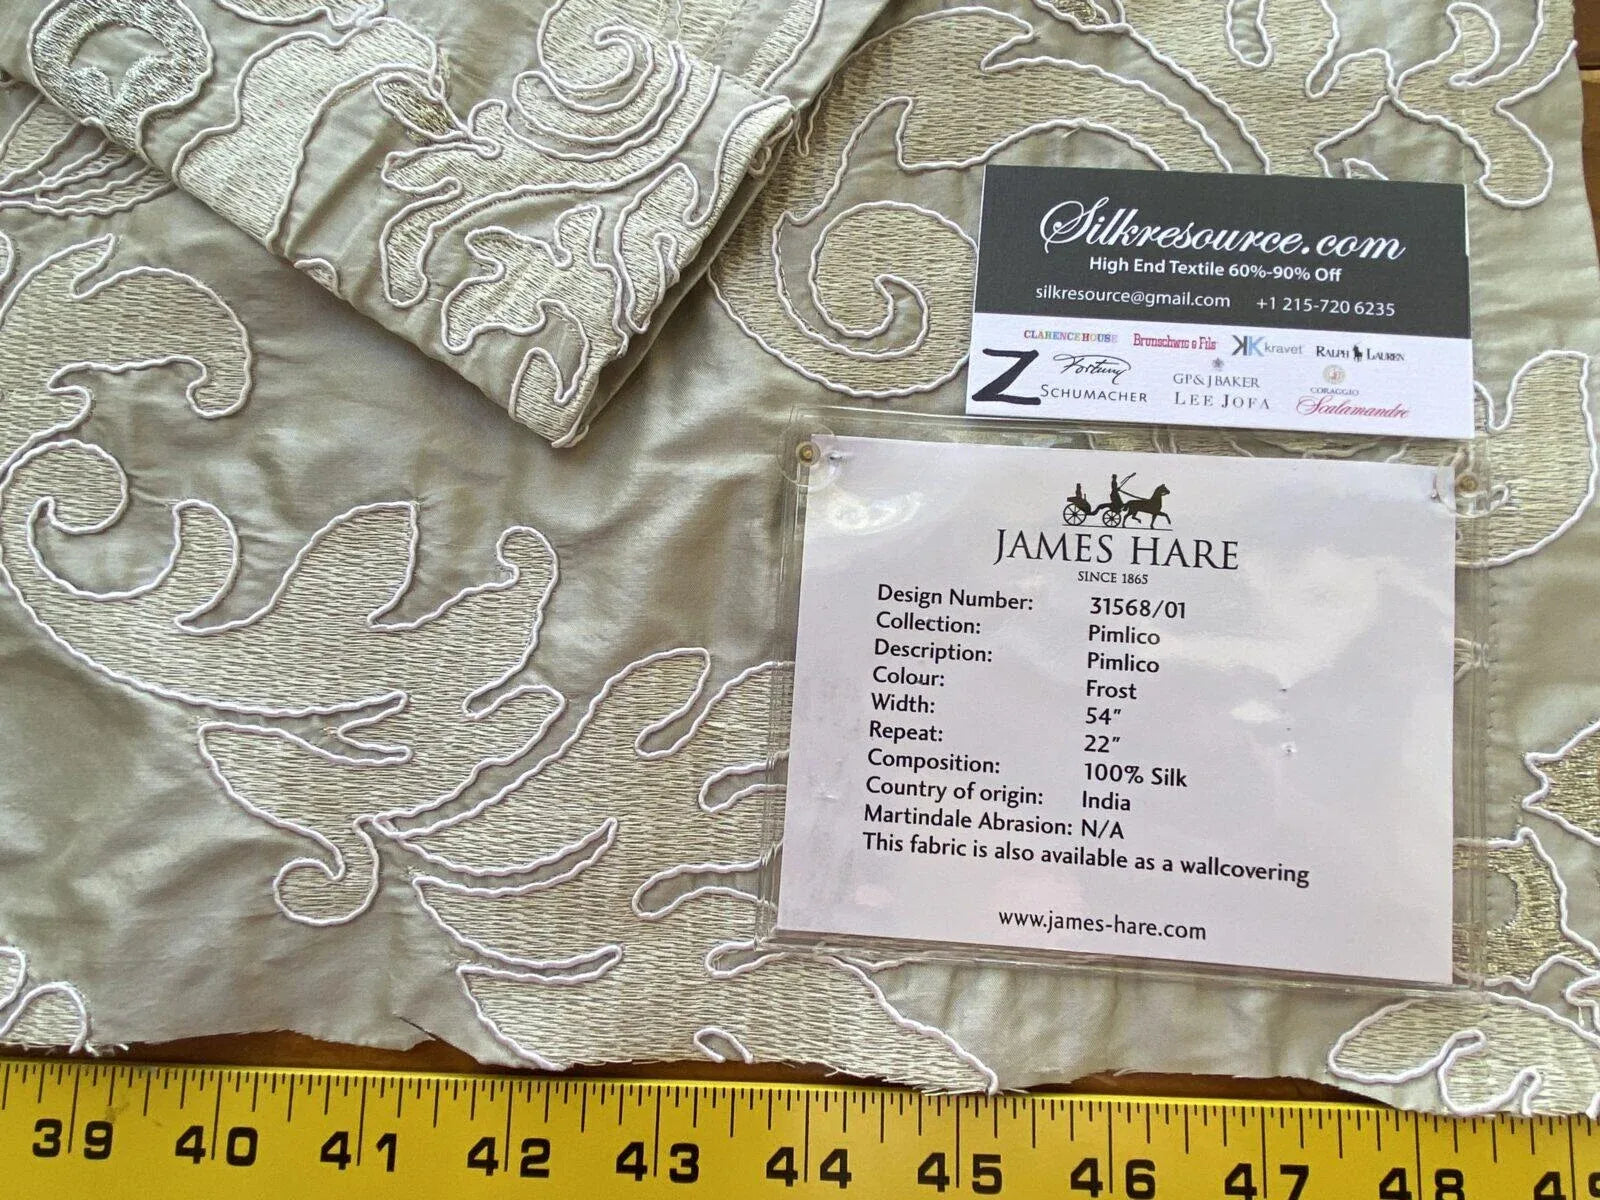 Silkresource.com
High End Textile 60%-90% Off
silkresource@gmail.com +1 215-720 6235
CLARENCE HOUSE Brunschwig & Fils kravet RALPH LAUREN
Z Fortuny GP & J BAKER CORAGGIO
SCHUMACHER LEE JOFA Scalamandre
JAMES HARE
SINCE 1865
Design Number: 31568/01
Collection: Pimlico
Description: Pimlico
Colour: Frost
Width: 54"
Repeat: 22"
Composition: 100% Silk
Country of origin: India
Martindale Abrasion: N/A
This fabric is also available as a wallcovering
www.james-hare.com
39 40 41 42 43 44 45 46 47 48 49